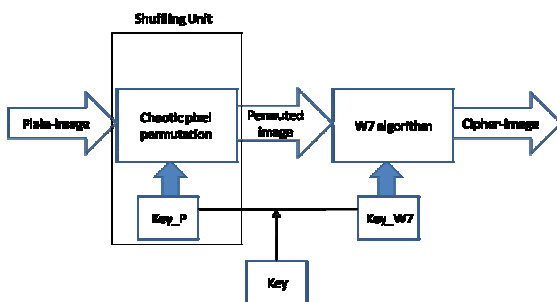 Shuffling Unit
Plain-image
Chaotic pixel
permutation
Permuted
image
W7 algorithm
Cipher-image
Key_P
Key_W7
Key